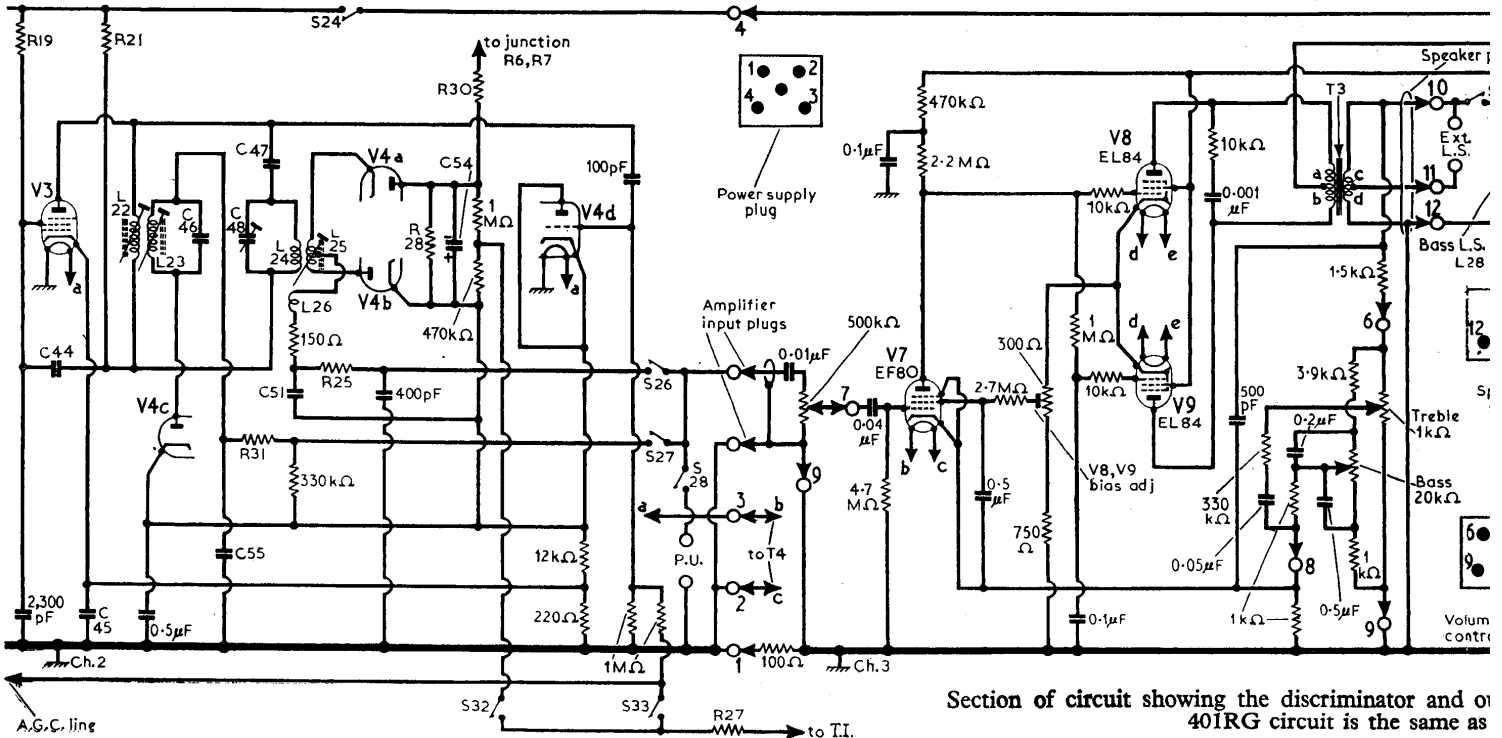 R19
R21
S24
4
to junction
R6,R7
R30
1
2
4
3
Power supply
plug
470kΩ
0·1μF
2·2MΩ
V8
EL84
10kΩ
T3
Speaker p
10
Ext.
L.S.
11
12
a
b
c
d
10kΩ
0·001
μF
Bass L.S.
L28
V3
L
22
L23
C
46
C47
C
48
L
24
L
25
L26
V4a
V4b
C54
R
28
1
MΩ
470kΩ
100pF
V4d
a
a
150Ω
C44
C51
R25
400pF
V4c
R31
330kΩ
C55
S26
S27
S
28
Amplifier
input plugs
500kΩ
0·01μF
7
0·04
μF
V7
EF80
2·7MΩ
300Ω
1
MΩ
10kΩ
d
e
d
e
V9
EL84
V8,V9
bias adj
1·5kΩ
6
3·9kΩ
500
pF
0·2μF
Treble
1kΩ
Bass
20kΩ
12
Sp
9
4·7
MΩ
b
c
0·5
μF
750
Ω
330
kΩ
0·05μF
8
1
kΩ
1kΩ
0·5μF
9
6
9
Volum
contro
a
3
b
to T4
2
c
P.U.
12kΩ
220Ω
1MΩ
1
100Ω
Ch.3
0·1μF
2,300
pF
C
45
0·5μF
Ch.2
A.G.C. line
S32
S33
R27
to T.I.
Section of circuit showing the discriminator and ou
401RG circuit is the same as